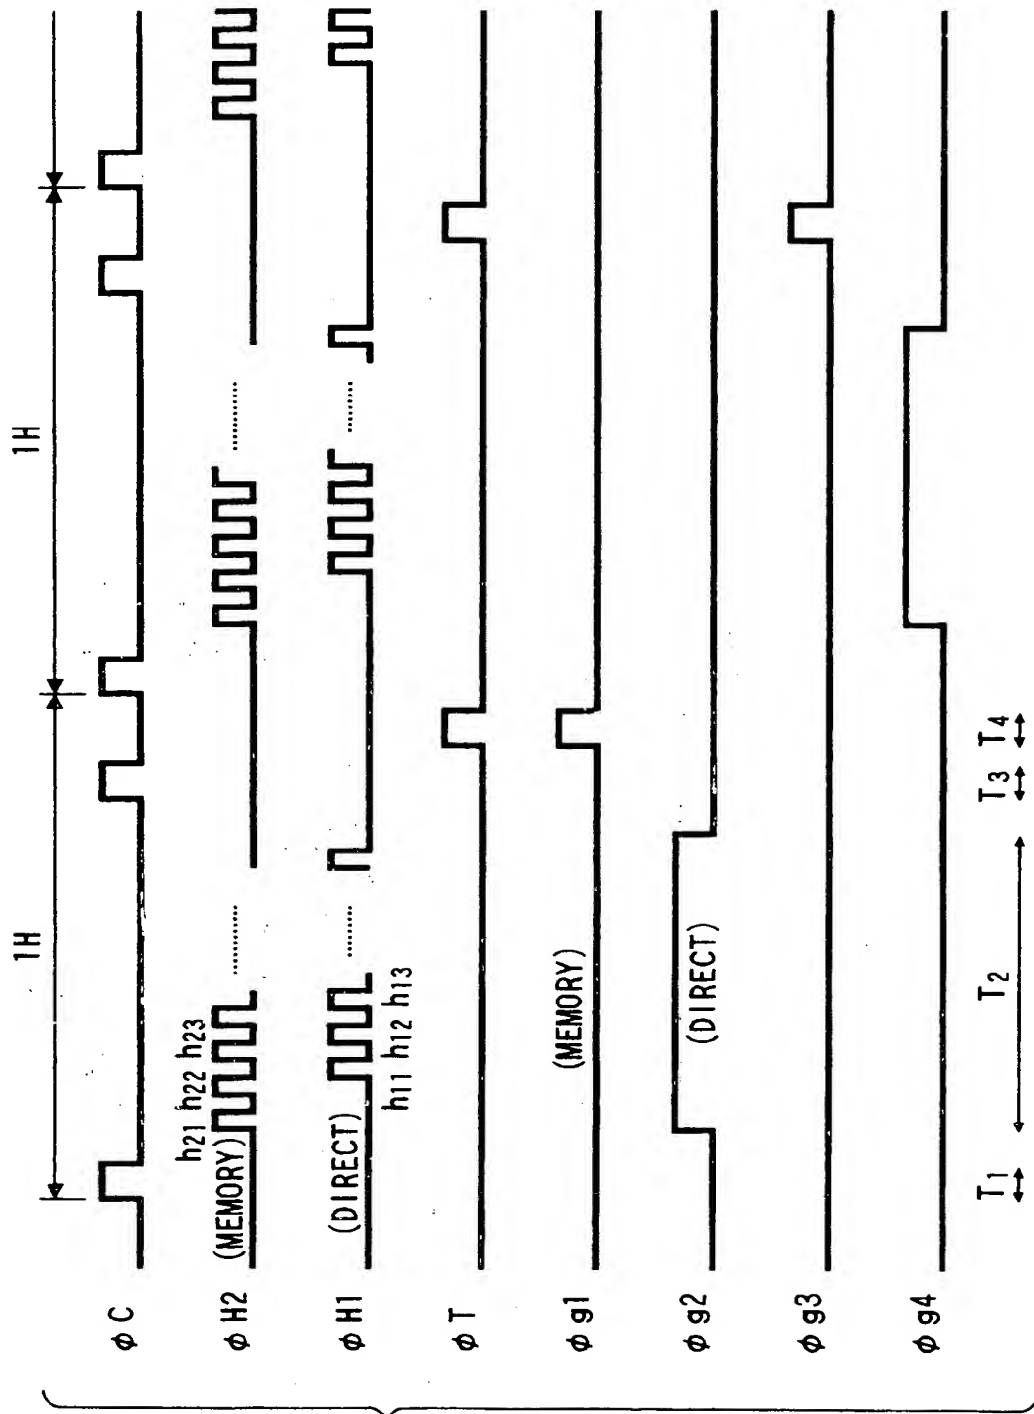 1H
1H
φC
h21 h22 h23
(MEMORY)
φH2
(DIRECT)
h11 h12 h13
φH1
φT
(MEMORY)
φg1
(DIRECT)
φg2
φg3
φg4
T1
T2
T3
T4